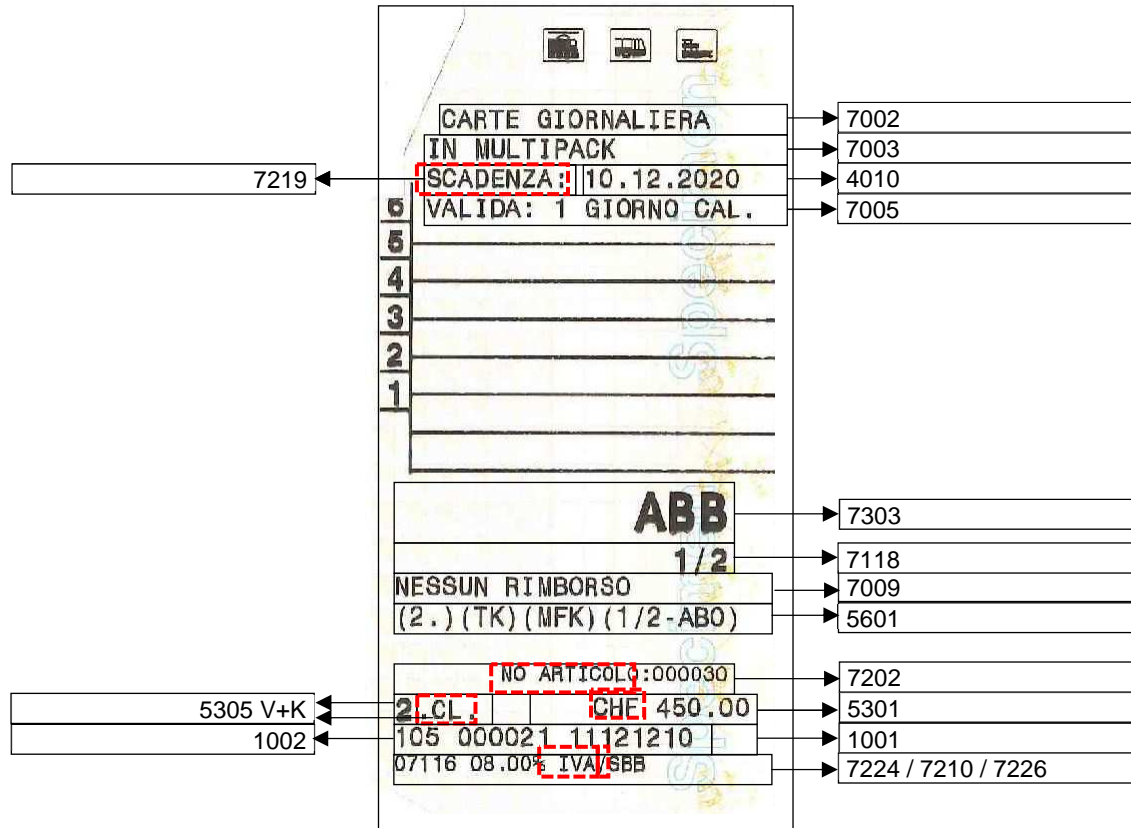 CARTE GIORNALIERA 7002
IN MULTIPACK 7003
7219 SCADENZA: 10.12.2020 4010
6 VALIDA: 1 GIORNO CAL. 7005
5
4
3
2
1
ABB 7303
1/2 7118
NESSUN RIMBORSO 7009
(2.)(TK)(MFK)(1/2-ABO) 5601
NO ARTICOLO:000030 7202
5305 V+K 2 .CL. CHF 450.00 5301
1002 105 000021 11121210 1001
07116 08.00% IVA/SBB 7224 / 7210 / 7226
Specimen
Specimen